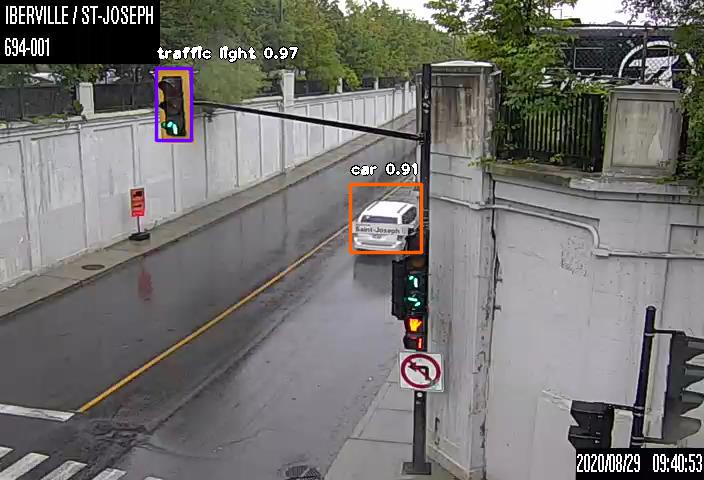 IBERVILLE / ST-JOSEPH
694-001
traffic light 0.97
car 0.91
Saint-Joseph
2020/08/29 09:40:53